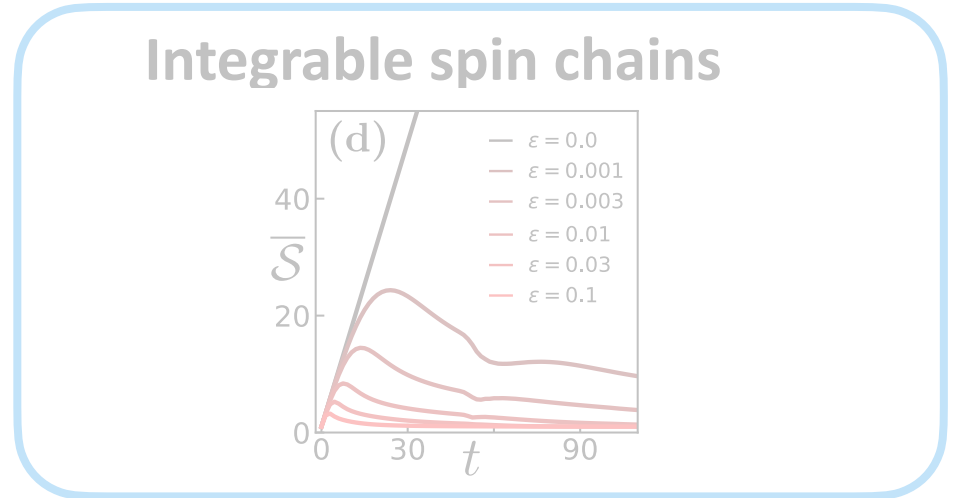 Integrable spin chains
(d)
ε = 0.0
ε = 0.001
ε = 0.003
ε = 0.01
ε = 0.03
ε = 0.1
40
S̅
20
0
0 30 90
t